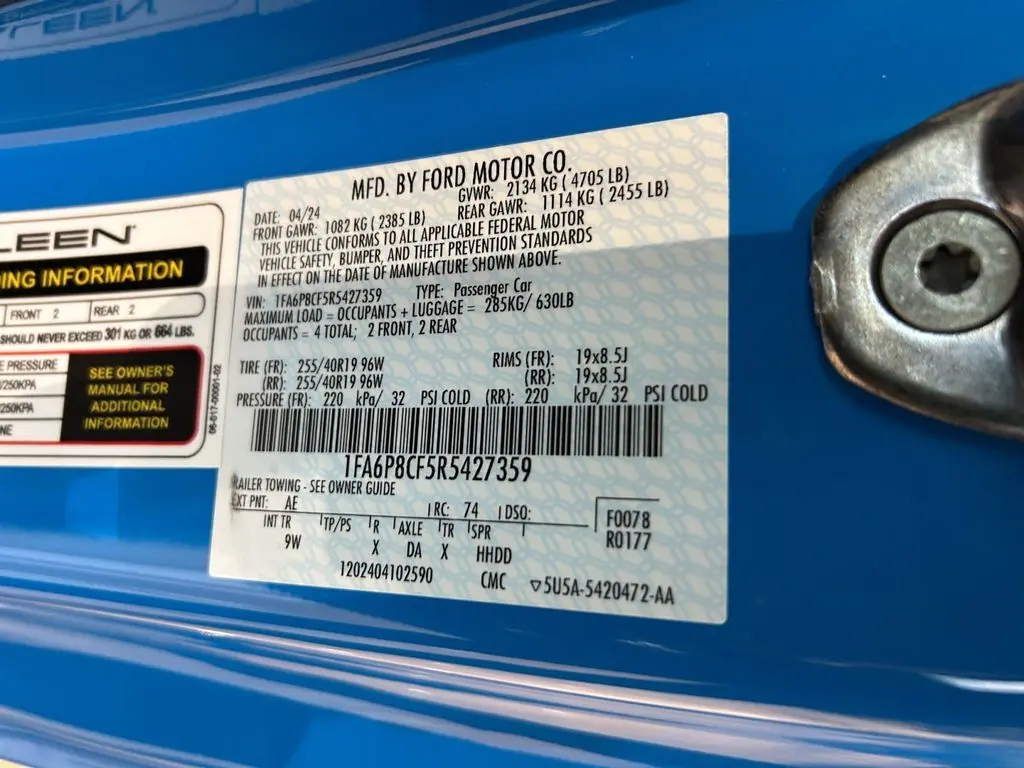 LEEN
ING INFORMATION
FRONT 2 REAR 2
SHOULD NEVER EXCEED 301 KG OR 664 LBS.
E PRESSURE
/250KPA
250KPA
NE
SEE OWNER'S
MANUAL FOR
ADDITIONAL
INFORMATION
06-017-00001-02
MFD. BY FORD MOTOR CO.
DATE: 04/24 GVWR: 2134 KG ( 4705 LB)
FRONT GAWR: 1082 KG ( 2385 LB) REAR GAWR: 1114 KG ( 2455 LB)
THIS VEHICLE CONFORMS TO ALL APPLICABLE FEDERAL MOTOR
VEHICLE SAFETY, BUMPER, AND THEFT PREVENTION STANDARDS
IN EFFECT ON THE DATE OF MANUFACTURE SHOWN ABOVE.
VIN: 1FA6P8CF5R5427359 TYPE: Passenger Car
MAXIMUM LOAD = OCCUPANTS + LUGGAGE = 285KG/ 630LB
OCCUPANTS = 4 TOTAL; 2 FRONT, 2 REAR
TIRE (FR): 255/40R19 96W RIMS (FR): 19x8.5J
(RR): 255/40R19 96W (RR): 19x8.5J
PRESSURE (FR): 220 kPa/ 32 PSI COLD (RR): 220 kPa/ 32 PSI COLD
1FA6P8CF5R5427359
RAILER TOWING - SEE OWNER GUIDE
EXT PNT: AE RC: 74 DSO:
F0078
R0177
INT TR TP/PS R AXLE TR SPR
9W X DA X HHDD
1202404102590 CMC ▽5U5A-5420472-AA